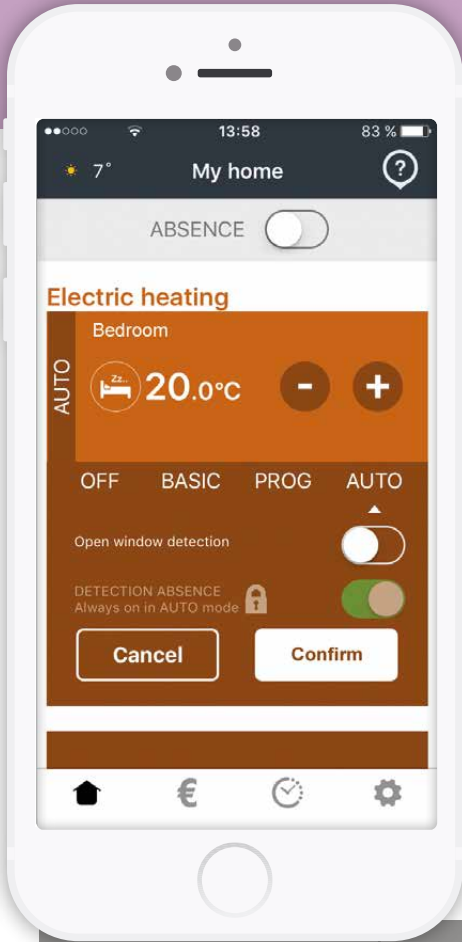 13:58
83 %
7°
My home
?
ABSENCE
Electric heating
Bedroom
AUTO
Zz..
20.0°C
-
+
OFF BASIC PROG AUTO
Open window detection
DETECTION ABSENCE
Always on in AUTO mode
Cancel
Confirm
€